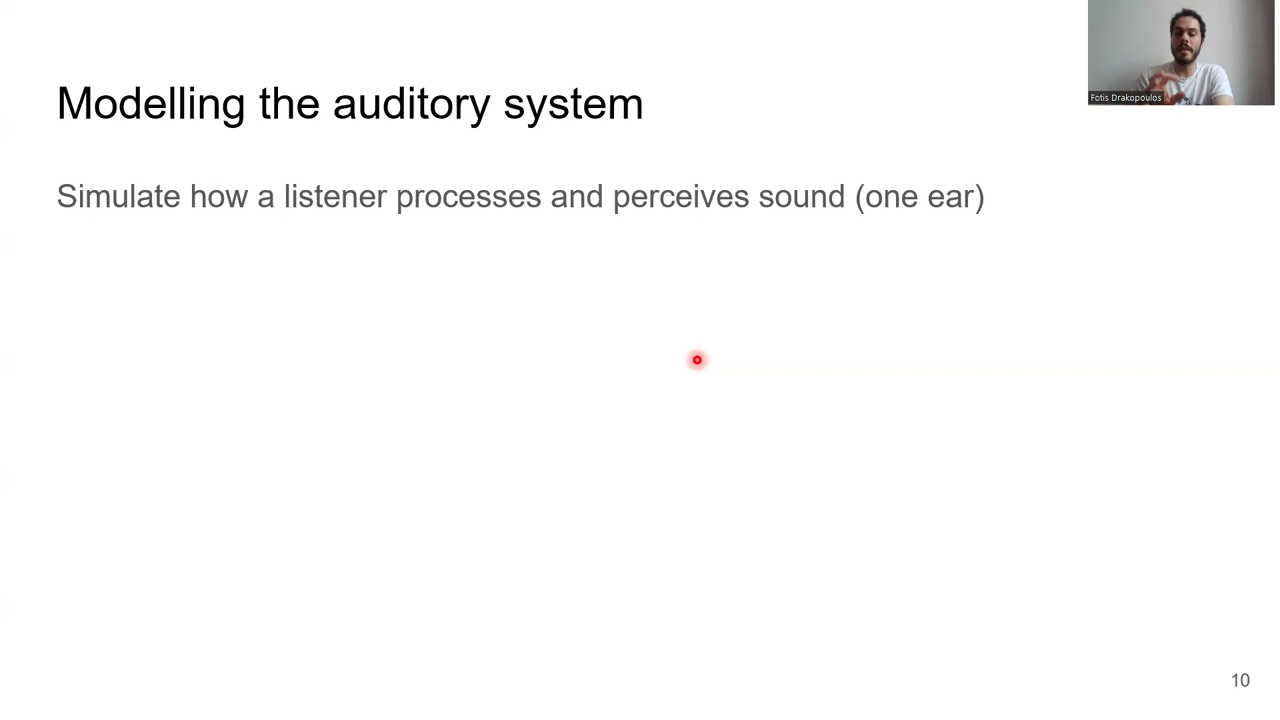 Fotis Drakopoulos
Modelling the auditory system
Simulate how a listener processes and perceives sound (one ear)
10